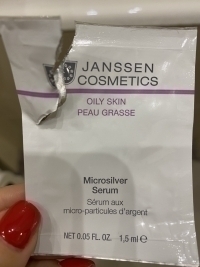 JANSSEN
COSMETICS
OILY SKIN
PEAU GRASSE
Microsilver
Serum
Sérum aux
micro-particules d'argent
NET 0.05 FL. OZ. 1,5 ml ℮